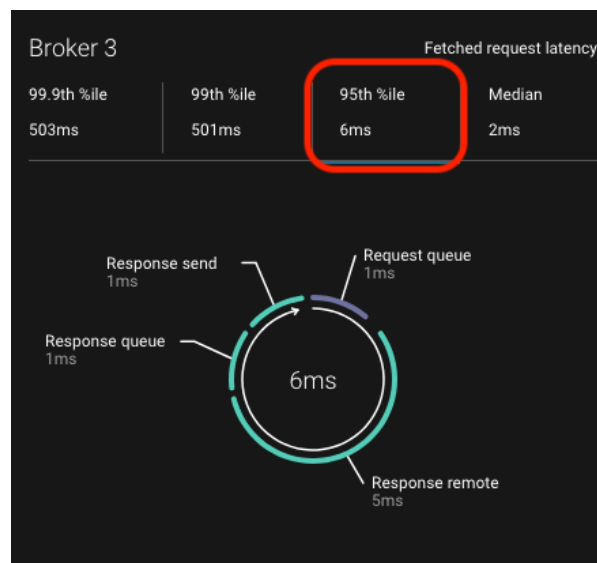 Broker 3
Fetched request latency
99.9th %ile
99th %ile
95th %ile
Median
503ms
501ms
6ms
2ms
Response send
1ms
Request queue
1ms
Response queue
1ms
6ms
Response remote
5ms